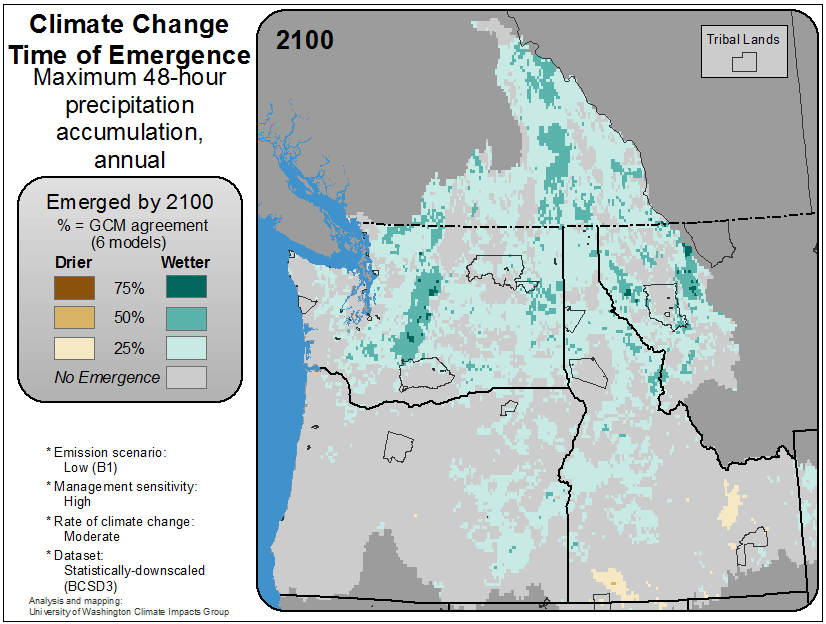 Climate Change
Time of Emergence
Maximum 48-hour
precipitation
accumulation,
annual
Emerged by 2100
% = GCM agreement
(6 models)
Drier Wetter
75%
50%
25%
No Emergence
* Emission scenario:
Low (B1)
* Management sensitivity:
High
* Rate of climate change:
Moderate
* Dataset:
Statistically-downscaled
(BCSD3)
Analysis and mapping:
University of Washington Climate Impacts Group
2100
Tribal Lands